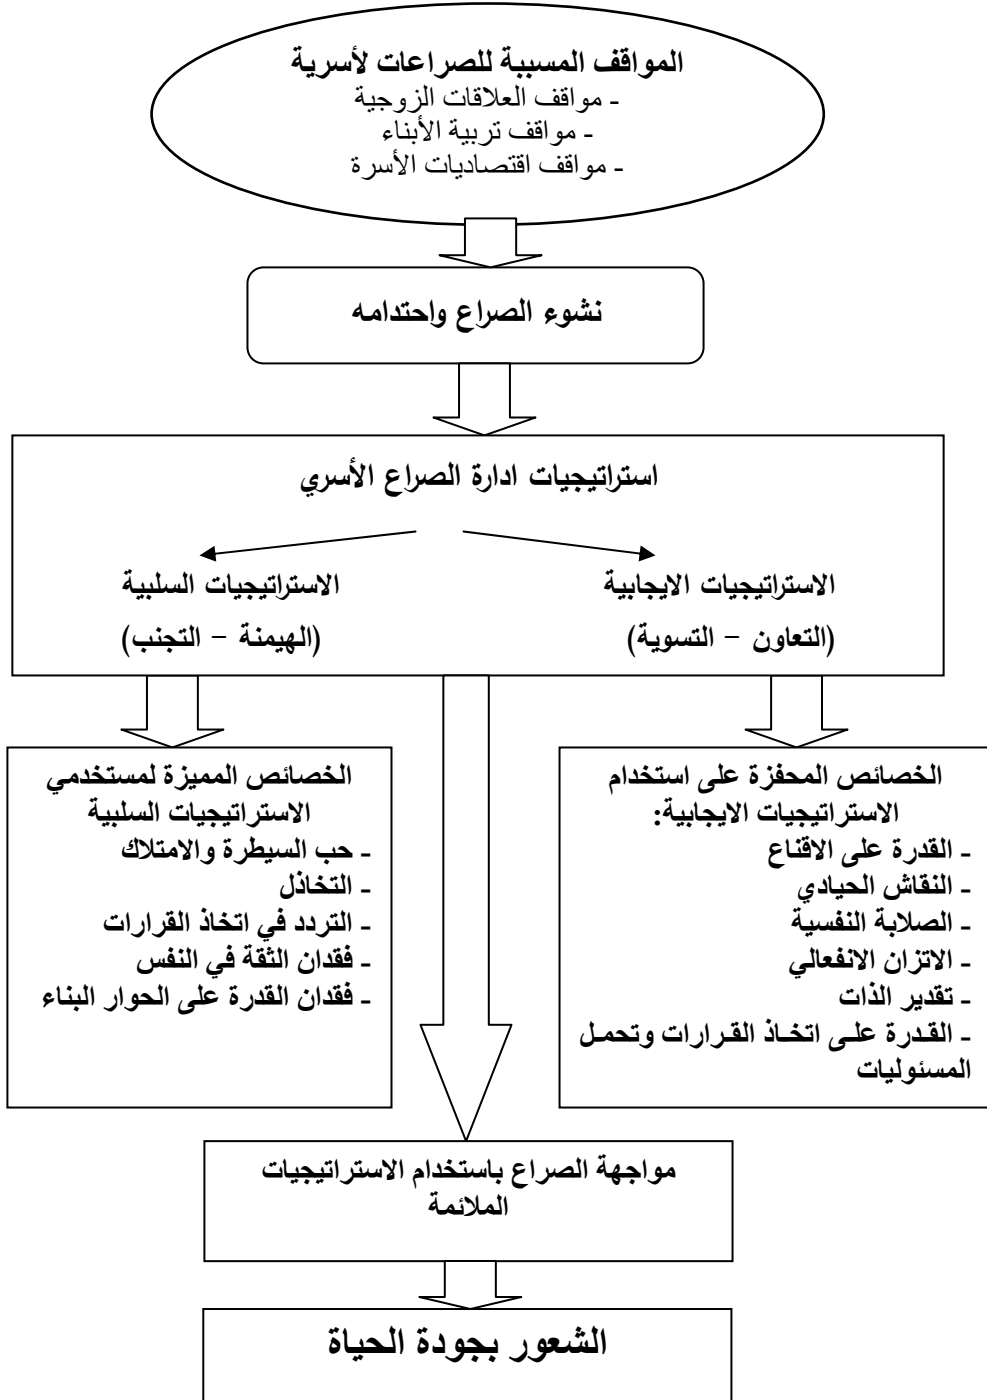 المواقف المسببة للصراعات لأسرية
- مواقف العلاقات الزوجية
- مواقف تربية الأبناء
- مواقف اقتصاديات الأسرة
نشوء الصراع واحتدامه
استراتيجيات ادارة الصراع الأسري
الاستراتيجيات الايجابية
(التعاون – التسوية)
الاستراتيجيات السلبية
(الهيمنة – التجنب)
الخصائص المحفزة على استخدام
الاستراتيجيات الايجابية:
- القدرة على الاقناع
- النقاش الحيادي
- الصلابة النفسية
- الاتزان الانفعالي
- تقدير الذات
- القدرة على اتخاذ القرارات وتحمل
المسئوليات
الخصائص المميزة لمستخدمي
الاستراتيجيات السلبية
- حب السيطرة والامتلاك
- التخاذل
- التردد في اتخاذ القرارات
- فقدان الثقة في النفس
- فقدان القدرة على الحوار البناء
مواجهة الصراع باستخدام الاستراتيجيات
الملائمة
الشعور بجودة الحياة